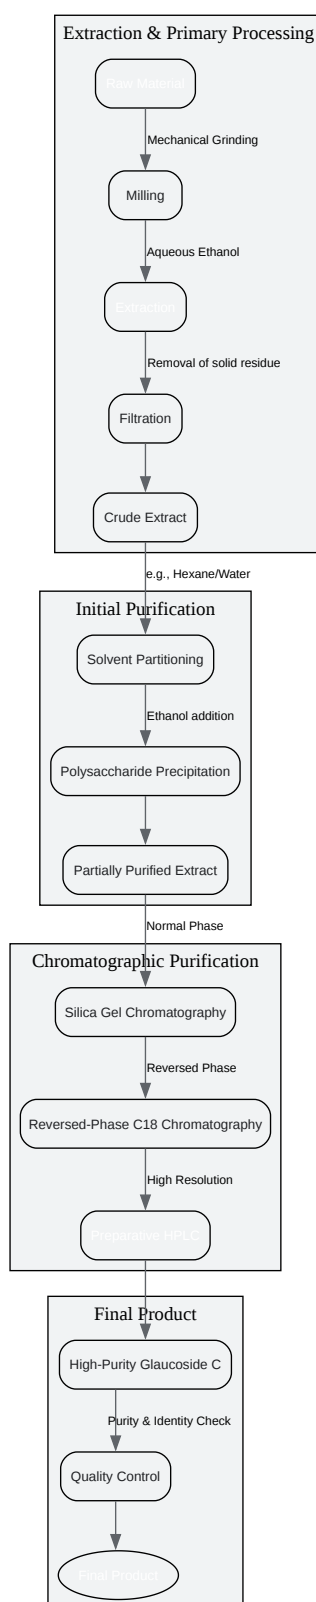 Extraction & Primary Processing
Raw Material
Mechanical Grinding
Milling
Aqueous Ethanol
Extraction
Removal of solid residue
Filtration
Crude Extract
e.g., Hexane/Water
Initial Purification
Solvent Partitioning
Ethanol addition
Polysaccharide Precipitation
Partially Purified Extract
Normal Phase
Chromatographic Purification
Silica Gel Chromatography
Reversed Phase
Reversed-Phase C18 Chromatography
High Resolution
Preparative HPLC
Final Product
High-Purity Glaucoside C
Purity & Identity Check
Quality Control
Final Product